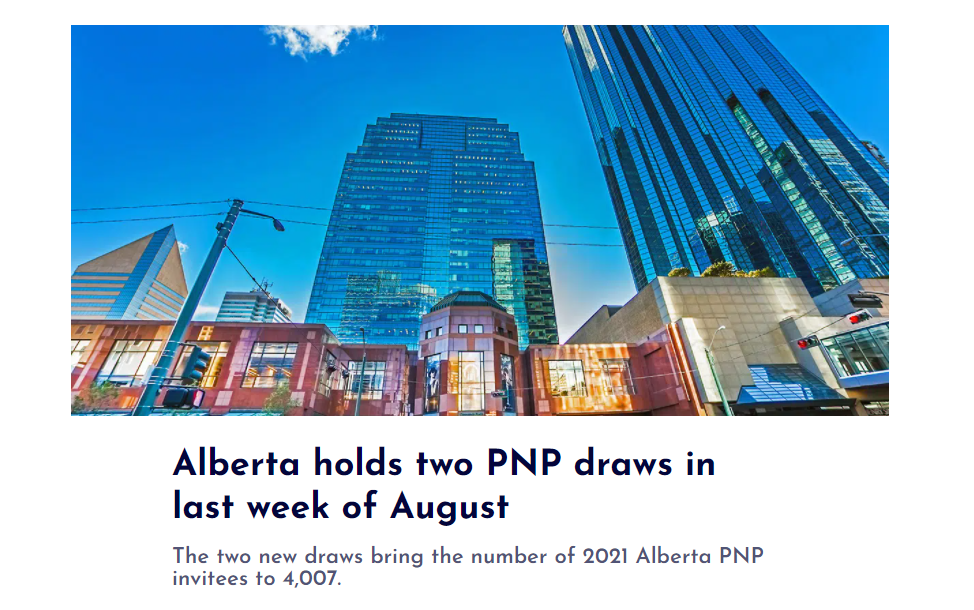 Alberta holds two PNP draws in
last week of August
The two new draws bring the number of 2021 Alberta PNP
invitees to 4,007.